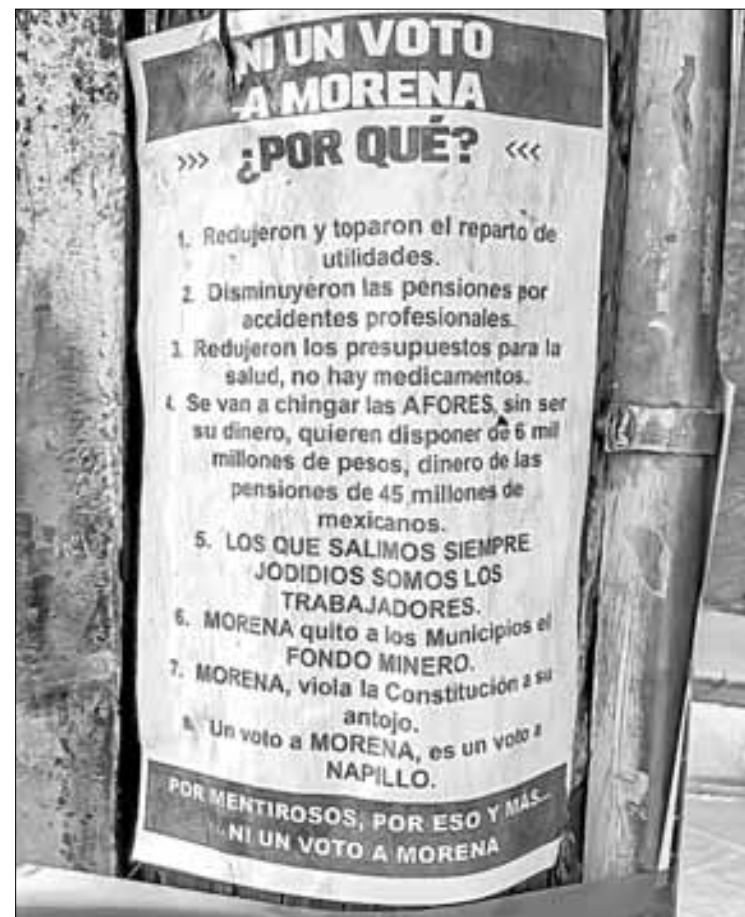 NI UN VOTO
A MORENA
>>> ¿POR QUÉ? <<<
1. Redujeron y toparon el reparto de
utilidades.
2. Disminuyeron las pensiones por
accidentes profesionales.
3. Redujeron los presupuestos para la
salud, no hay medicamentos.
4. Se van a chingar las AFORES, sin ser
su dinero, quieren disponer de 6 mil
millones de pesos, dinero de las
pensiones de 45 millones de
mexicanos.
5. LOS QUE SALIMOS SIEMPRE
JODIDIOS SOMOS LOS
TRABAJADORES.
6. MORENA quito a los Municipios el
FONDO MINERO.
7. MORENA, viola la Constitución a su
antojo.
8. Un voto a MORENA, es un voto a
NAPILLO.
POR MENTIROSOS, POR ESO Y MÁS...
NI UN VOTO A MORENA